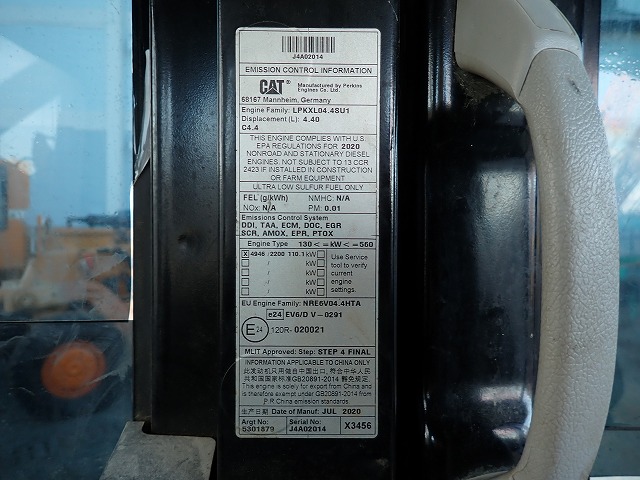 J4A02014
EMISSION CONTROL INFORMATION
CAT® Manufactured by Perkins
Engines Co. Ltd.
68167 Mannheim, Germany
Engine Family: LPKXL04.4SU1
Displacement (L): 4.40
C4.4
THIS ENGINE COMPLIES WITH U.S
EPA REGULATIONS FOR 2020
NONROAD AND STATIONARY DIESEL
ENGINES. NOT SUBJECT TO 13 CCR
2423 IF INSTALLED IN CONSTRUCTION
OR FARM EQUIPMENT
ULTRA LOW SULFUR FUEL ONLY
FEL (g/kWh) NMHC: N/A
NOx: N/A PM: 0.01
Emissions Control System
DDI, TAA, ECM, DOC, EGR
SCR, AMOX, EPR, PTOX
Engine Type 130<=kW<=560
X 4946 /2200 110.1 kW
/ kW
/ kW
/ kW
Use Service
tool to verify
current
engine
settings.
EU Engine Family: NRE6V04.4HTA
e24 EV6/D V-0291
E24 120R-020021
MLIT Approved: Step: STEP 4 FINAL
INFORMATION APPLICABLE TO CHINA ONLY
此发动机只用做自中国出口, 符合中华人民
共和国国家标准GB20891-2014 豁免规定.
This engine is solely for export from China and
is therefore exempt under GB20891-2014 from
P.R.China emission standards.
生产日期 Date of Manuf: JUL 2020
Argt No: Serial No:
5301879 J4A02014 X3456